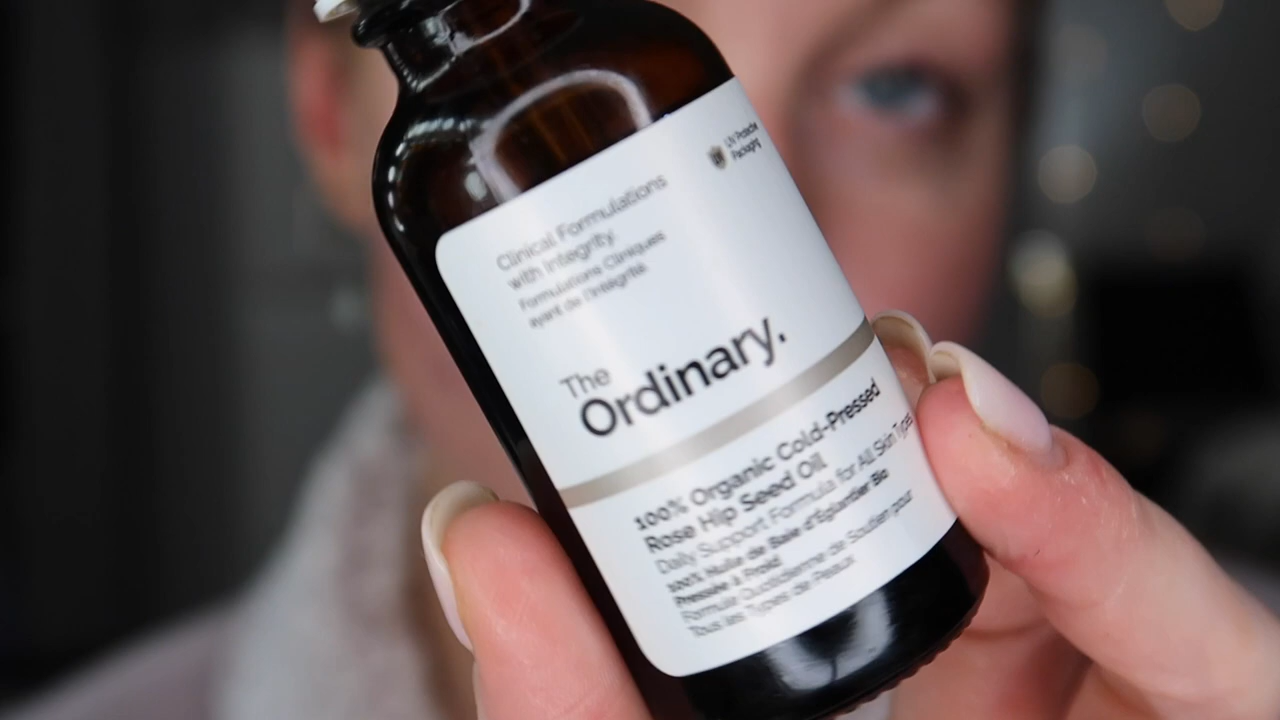 UV Protective
Packaging
Clinical Formulations
with Integrity.
Formulations Cliniques
ayant de l'Intégrité.
The
Ordinary.
100% Organic Cold-Pressed
Rose Hip Seed Oil
Daily Support Formula for All Skin Types
100% Huile de Baie d'Églantier Bio
Pressée à Froid
Formule Quotidienne de Soutien pour
Tous les Types de Peaux